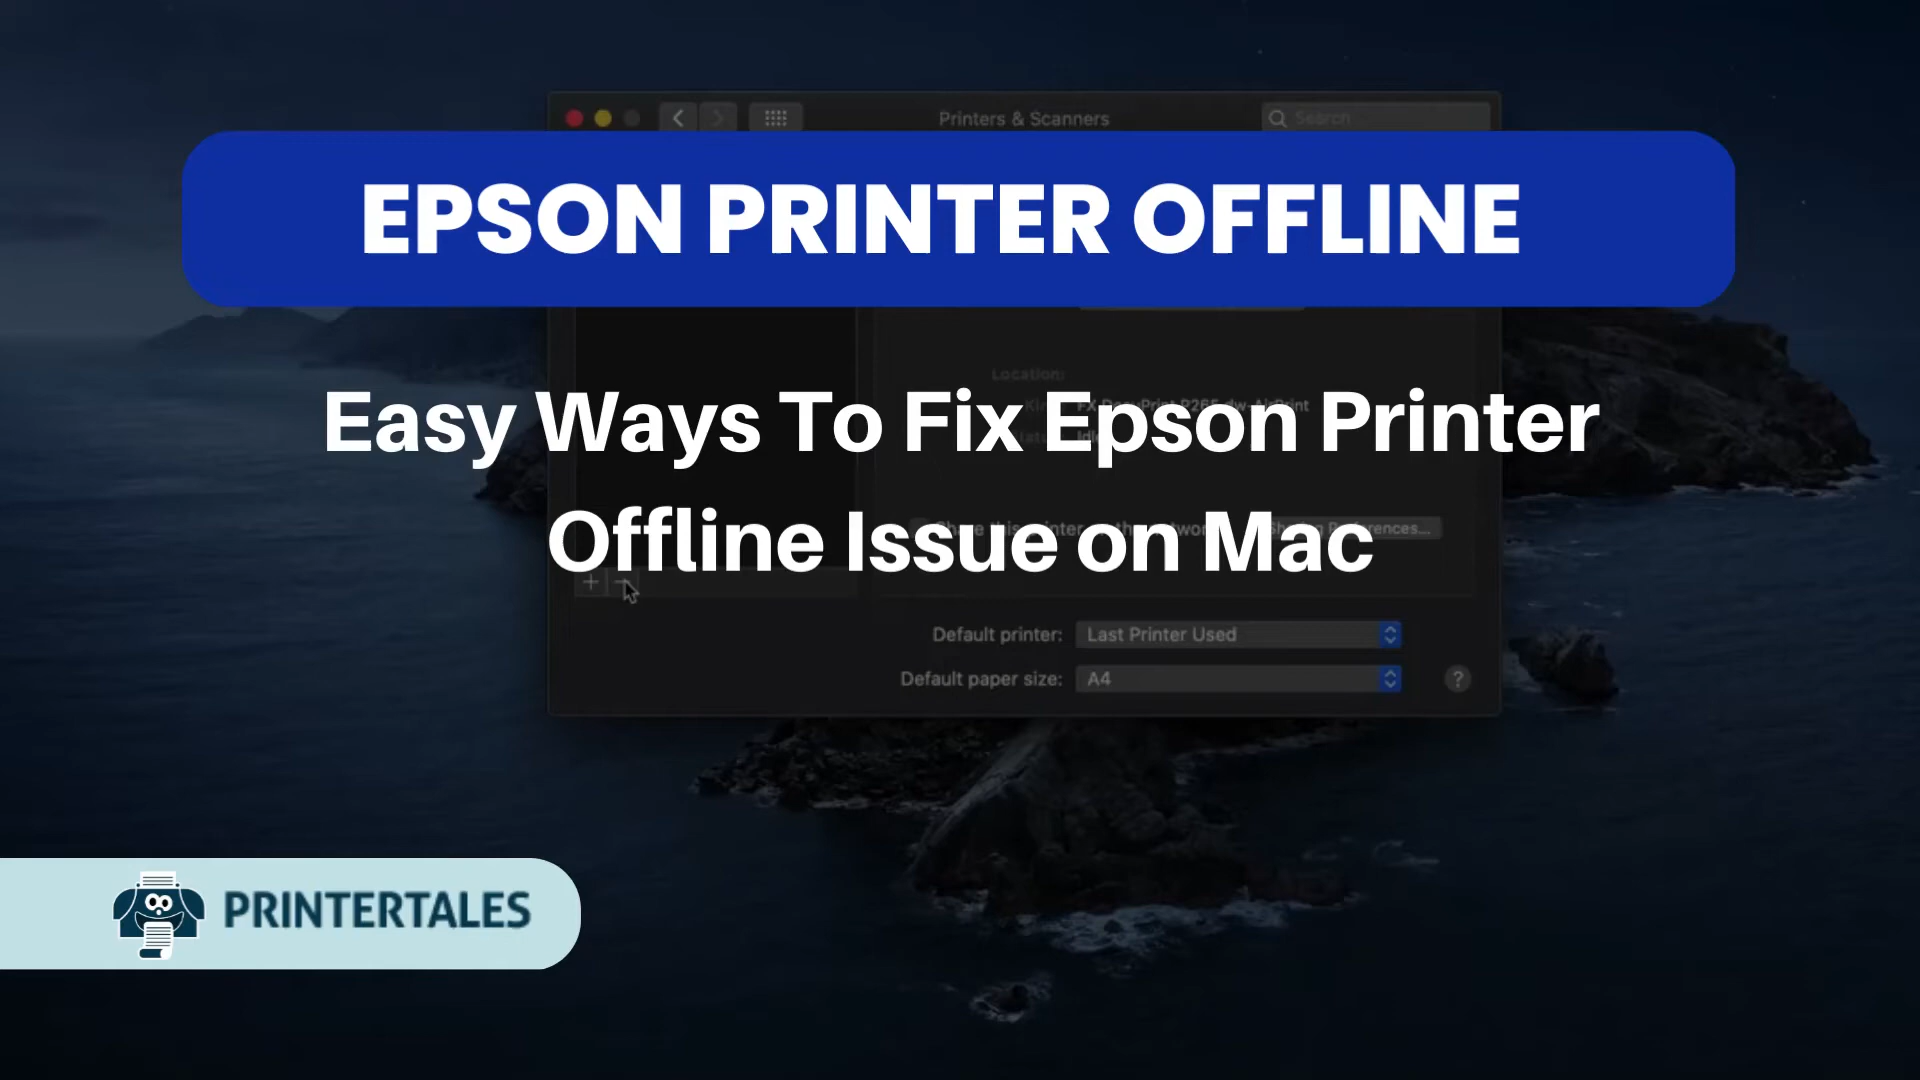 Printers & Scanners
Search
EPSON PRINTER OFFLINE
Location:
Easy Ways To Fix Epson Printer
Offline Issue on Mac
Default printer: Last Printer Used
Default paper size: A4
?
PRINTERTALES